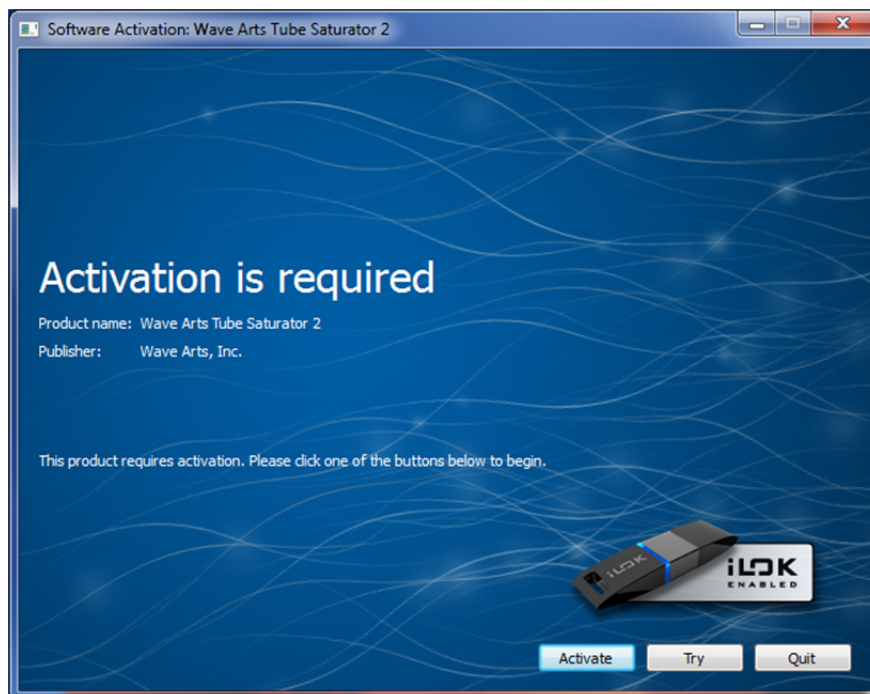 Software Activation: Wave Arts Tube Saturator 2
Activation is required
Product name: Wave Arts Tube Saturator 2
Publisher: Wave Arts, Inc.
This product requires activation. Please click one of the buttons below to begin.
iLOK
iLOK
ENABLED
Activate Try Quit